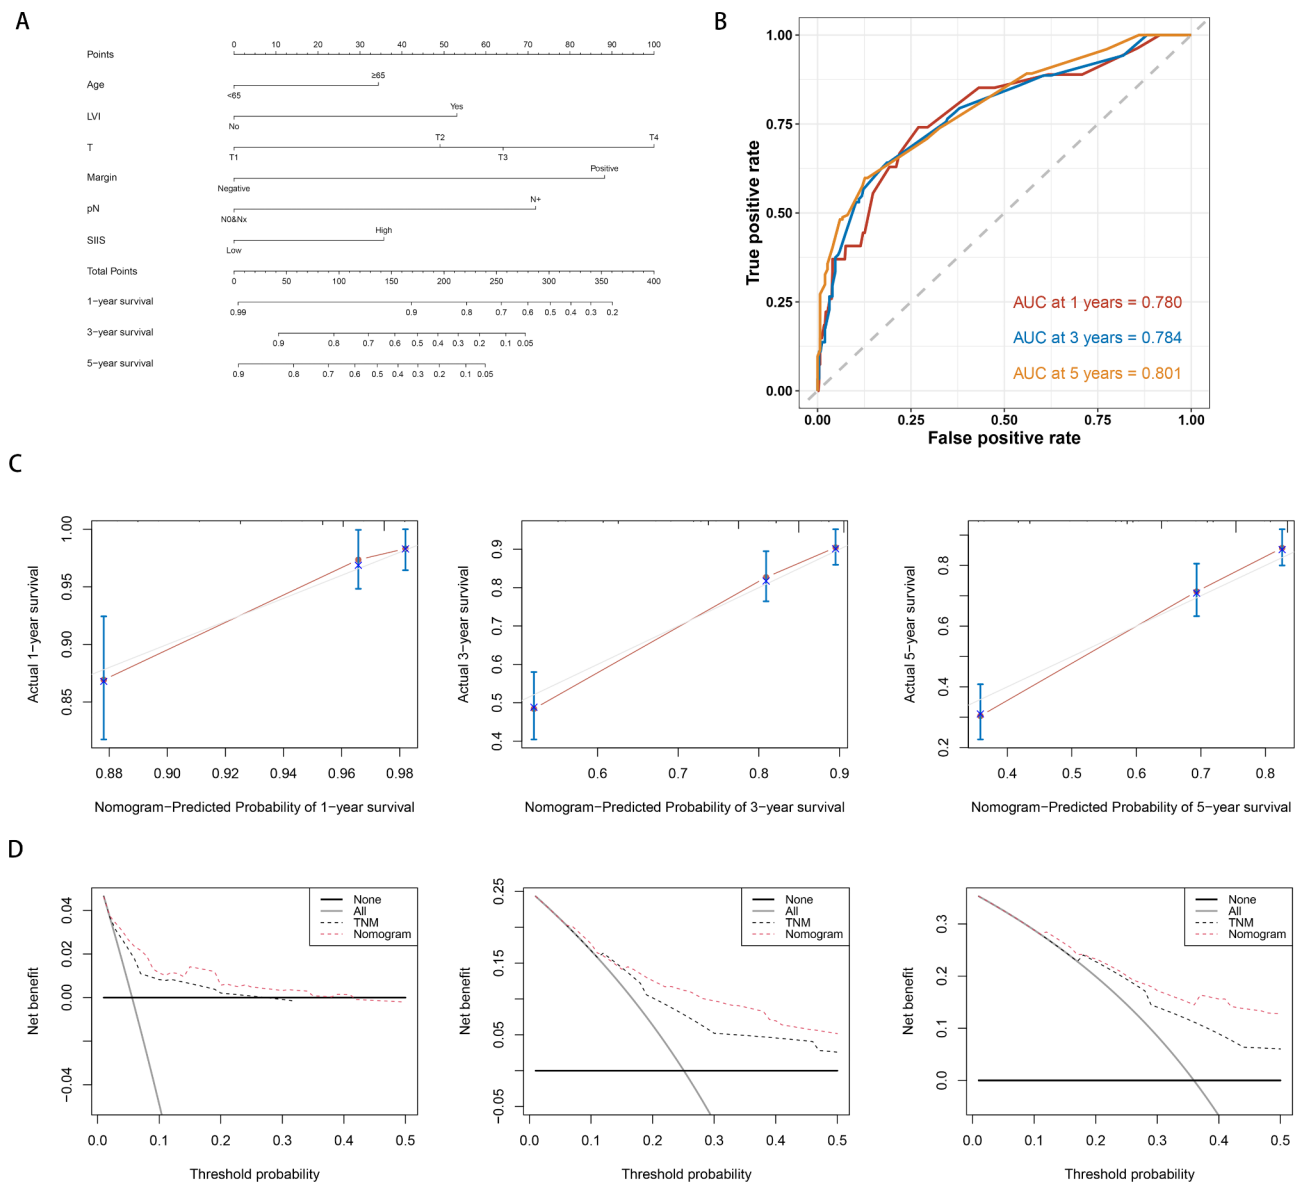 A
Points
0 10 20 30 40 50 60 70 80 90 100
Age
≥65
<65
LVI
Yes
No
T
T2 T4
T1 T3
Margin
Positive
Negative
pN
N+
N0&Nx
SIIS
High
Low
Total Points
0 50 100 150 200 250 300 350 400
1−year survival
0.99 0.9 0.8 0.7 0.6 0.5 0.4 0.3 0.2
3−year survival
0.9 0.8 0.7 0.6 0.5 0.4 0.3 0.2 0.1 0.05
5−year survival
0.9 0.8 0.7 0.6 0.5 0.4 0.3 0.2 0.1 0.05
B
True positive rate
1.00
0.75
0.50
0.25
0.00
AUC at 1 years = 0.780
AUC at 3 years = 0.784
AUC at 5 years = 0.801
0.00 0.25 0.50 0.75 1.00
False positive rate
C
Actual 1−year survival
1.00
0.95
0.90
0.85
0.88 0.90 0.92 0.94 0.96 0.98
Nomogram−Predicted Probability of 1−year survival
Actual 3−year survival
0.9
0.8
0.7
0.6
0.5
0.4
0.6 0.7 0.8 0.9
Nomogram−Predicted Probability of 3−year survival
Actual 5−year survival
0.8
0.6
0.4
0.2
0.4 0.5 0.6 0.7 0.8
Nomogram−Predicted Probability of 5−year survival
D
Net benefit
0.04
0.02
0.00
−0.04
None
All
TNM
Nomogram
0.0 0.1 0.2 0.3 0.4 0.5
Threshold probability
Net benefit
0.25
0.15
0.05
−0.05
None
All
TNM
Nomogram
0.0 0.1 0.2 0.3 0.4 0.5
Threshold probability
Net benefit
0.3
0.2
0.1
0.0
None
All
TNM
Nomogram
0.0 0.1 0.2 0.3 0.4 0.5
Threshold probability